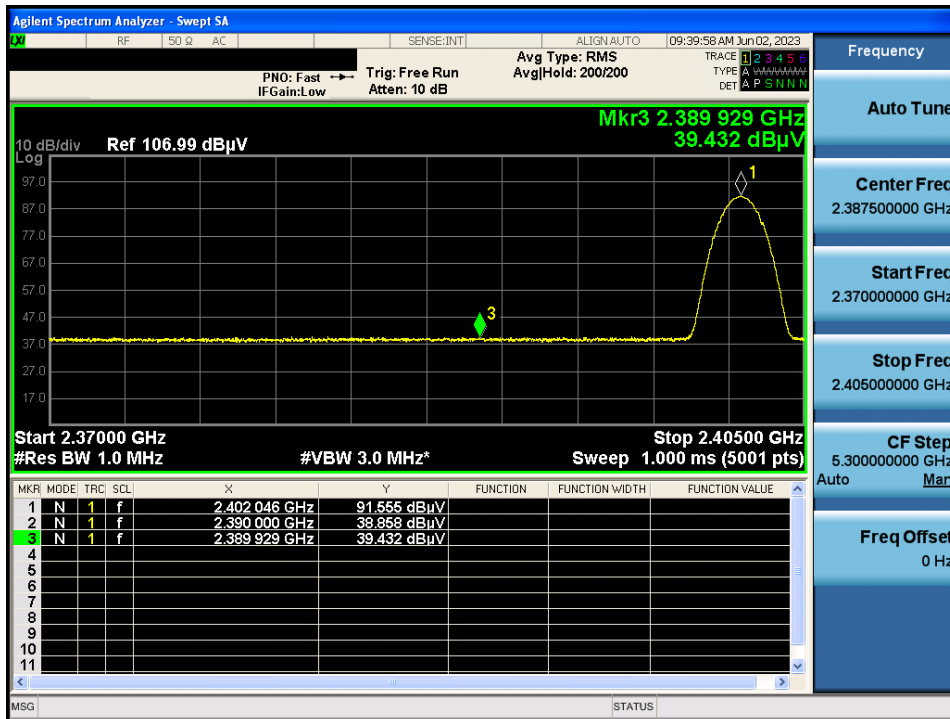 Agilent Spectrum Analyzer - Swept SA
LXI RF 50 Ω AC SENSE:INT ALIGN AUTO 09:39:58 AM Jun 02, 2023
PNO: Fast
IFGain:Low
Trig: Free Run
Atten: 10 dB
Avg Type: RMS
Avg|Hold: 200/200
TRACE 1 2 3 4 5 6
TYPE A WWWWW
DET A P S N N N
Mkr3 2.389 929 GHz
39.432 dBµV
10 dB/div Ref 106.99 dBµV
Log
97.0
87.0
77.0
67.0
57.0
47.0
37.0
27.0
17.0
1
3
Start 2.37000 GHz Stop 2.40500 GHz
#Res BW 1.0 MHz #VBW 3.0 MHz* Sweep 1.000 ms (5001 pts)
MKR MODE TRC SCL X Y FUNCTION FUNCTION WIDTH FUNCTION VALUE
1 N 1 f 2.402 046 GHz 91.555 dBµV
2 N 1 f 2.390 000 GHz 38.858 dBµV
3 N 1 f 2.389 929 GHz 39.432 dBµV
4
5
6
7
8
9
10
11
MSG STATUS
Frequency
Auto Tune
Center Freq
2.387500000 GHz
Start Freq
2.370000000 GHz
Stop Freq
2.405000000 GHz
CF Step
5.300000000 GHz
Auto Man
Freq Offset
0 Hz